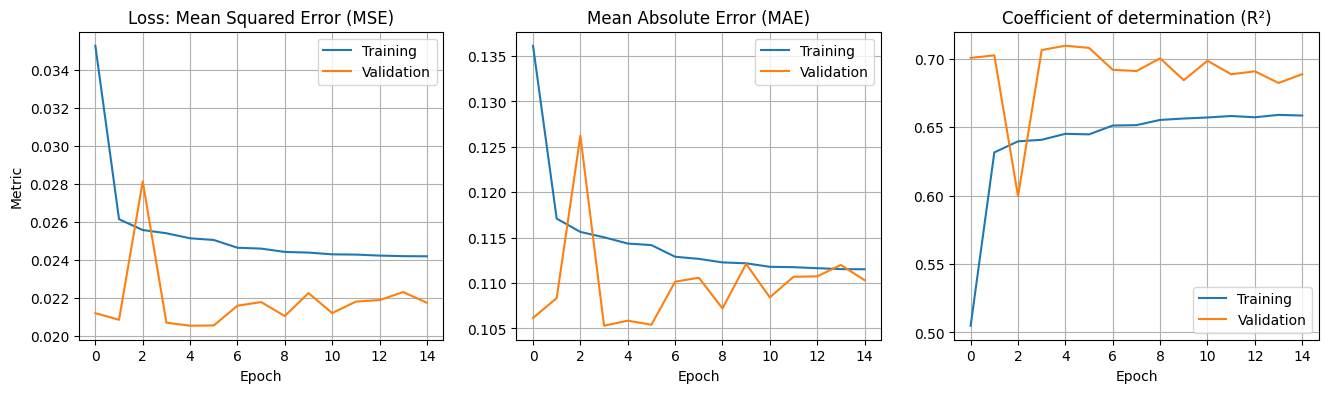 Loss: Mean Squared Error (MSE)
Metric
0.034
0.032
0.030
0.028
0.026
0.024
0.022
0.020
0 2 4 6 8 10 12 14
Epoch
Training
Validation
Mean Absolute Error (MAE)
0.135
0.130
0.125
0.120
0.115
0.110
0.105
0 2 4 6 8 10 12 14
Epoch
Training
Validation
Coefficient of determination (R²)
0.70
0.65
0.60
0.55
0.50
0 2 4 6 8 10 12 14
Epoch
Training
Validation